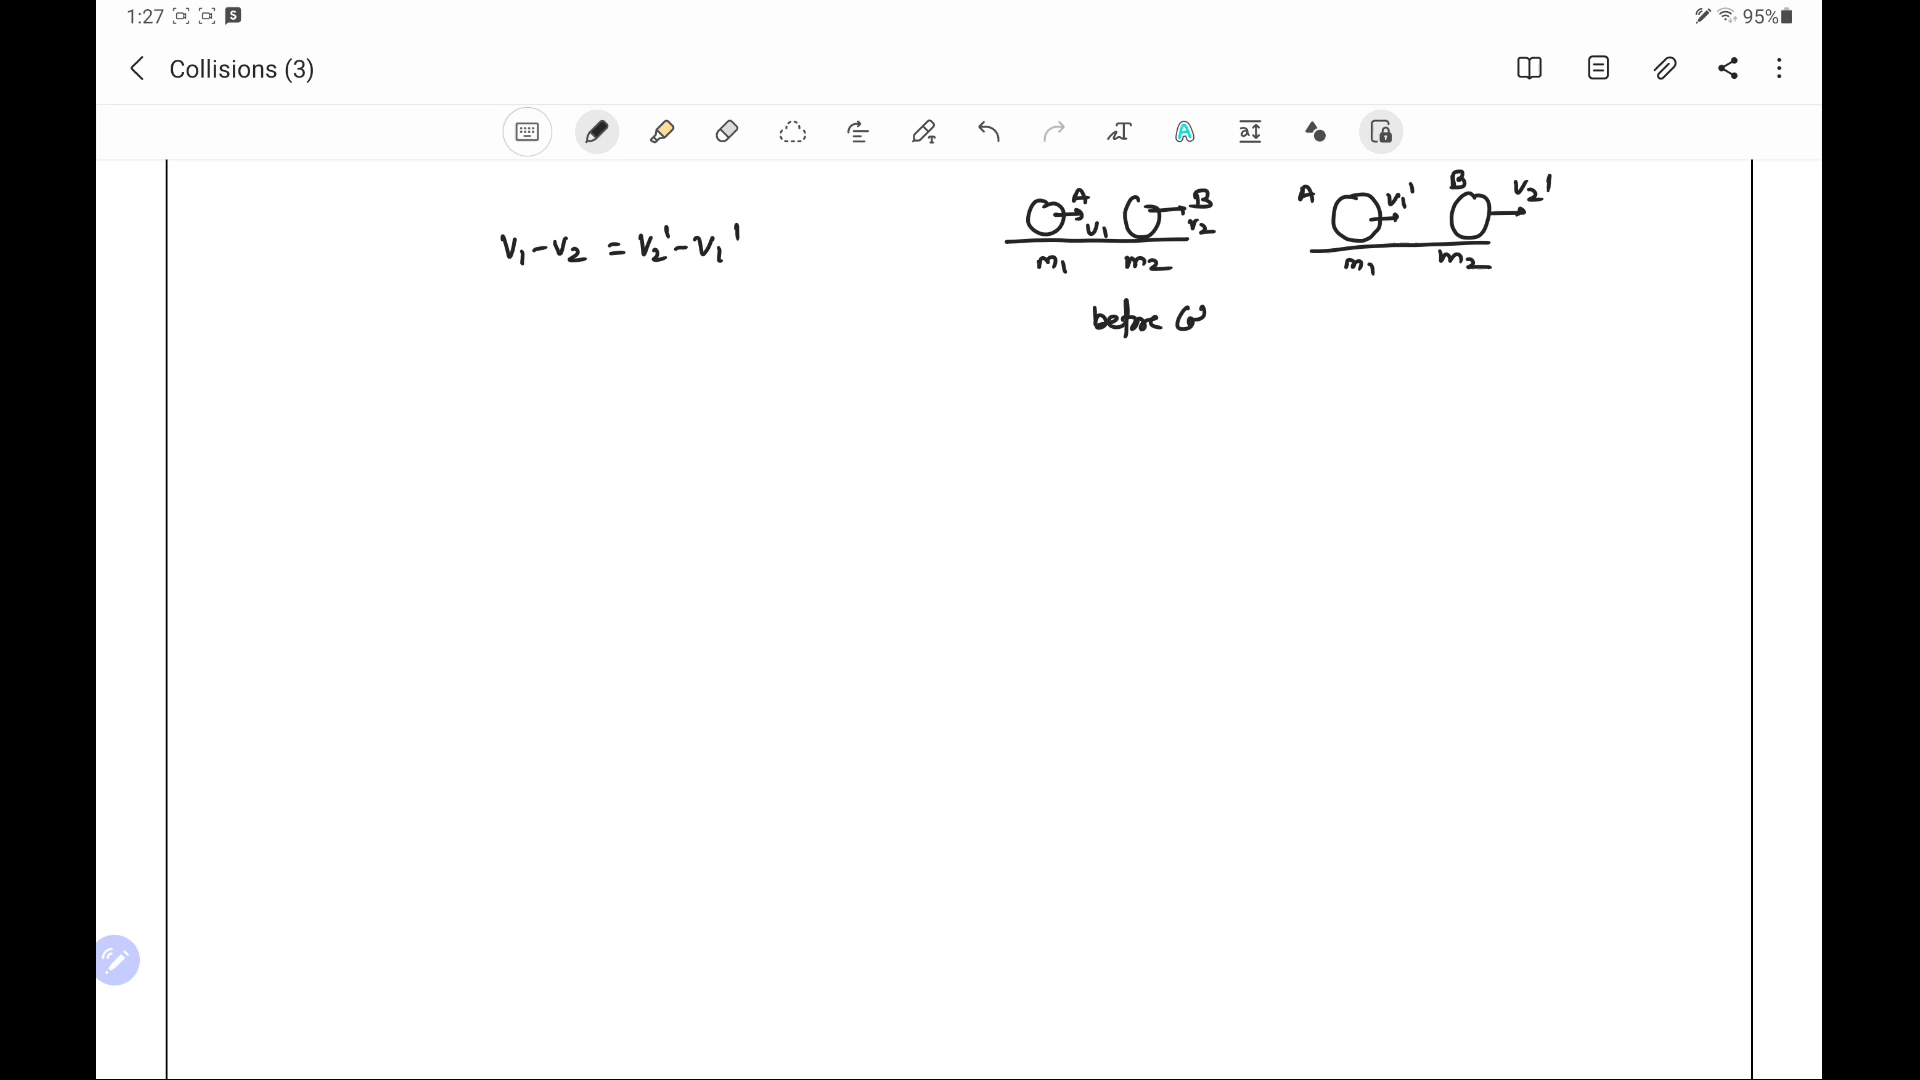 1:27 S 95%
Collisions (3)
V₁ - V₂ = V₂' - V₁'
A B A B
V₁ V₂ V₁' V₂'
m₁ m₂ m₁ m₂
before